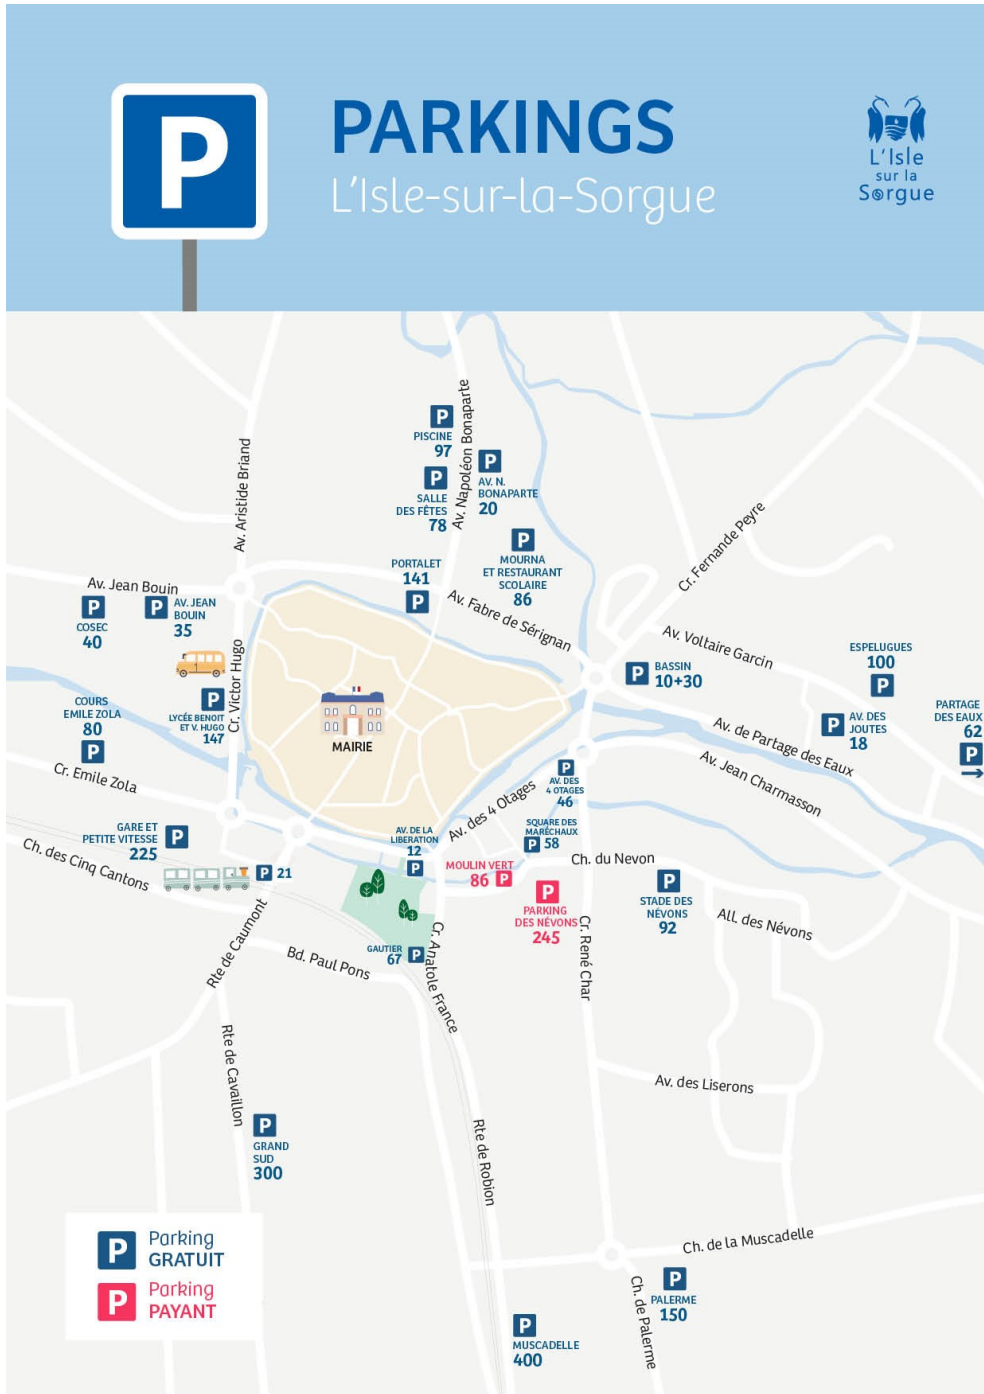 P
PARKINGS
L'Isle-sur-la-Sorgue
L'Isle
sur la
Sorgue
P
PISCINE
97
P
SALLE
DES FÊTES
78
Av. Napoléon Bonaparte
P
AV. N.
BONAPARTE
20
Av. Aristide Briand
P
MOURNA
ET RESTAURANT
SCOLAIRE
86
Cr. Fernande Peyre
PORTALET
141
P
Av. Fabre de Sérignan
Av. Jean Bouin
P
COSEC
40
P
AV. JEAN
BOUIN
35
Cr. Victor Hugo
P
LYCÉE BENOIT
ET V. HUGO
147
COURS
EMILE ZOLA
80
P
Cr. Emile Zola
MAIRIE
Av. Voltaire Garcin
P
BASSIN
10+30
ESPELUGUES
100
P
P
AV. DES
JOUTES
18
PARTAGE
DES EAUX
62
P
Av. de Partage des Eaux
Av. Jean Charmasson
P
AV. DES
4 OTAGES
46
Av. des 4 Otages
SQUARE DES
MARÉCHAUX
P 58
AV. DE LA
LIBERATION
12
P
GARE ET
PETITE VITESSE
225
P
Ch. des Cinq Cantons
P 21
MOULIN VERT
86 P
Ch. du Nevon
P
PARKING
DES NÉVONS
245
P
STADE DES
NÉVONS
92
All. des Névons
Rte de Caumont
Bd. Paul Pons
GAUTIER
67 P
Cr. Anatole France
Cr. René Char
Rte de Cavaillon
Av. des Liserons
P
GRAND
SUD
300
Rte de Robion
Ch. de la Muscadelle
P
PALERME
150
Ch. de Palerme
P
MUSCADELLE
400
P
Parking
GRATUIT
P
Parking
PAYANT